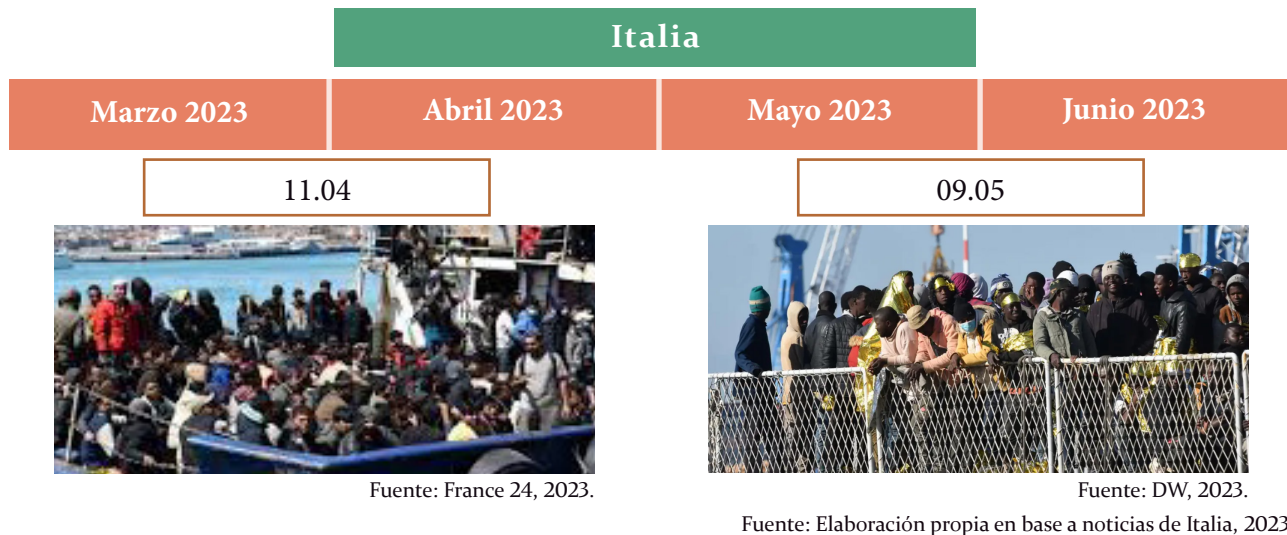 Italia
Marzo 2023
Abril 2023
Mayo 2023
Junio 2023
11.04
09.05
Fuente: France 24, 2023.
Fuente: DW, 2023.
Fuente: Elaboración propia en base a noticias de Italia, 2023